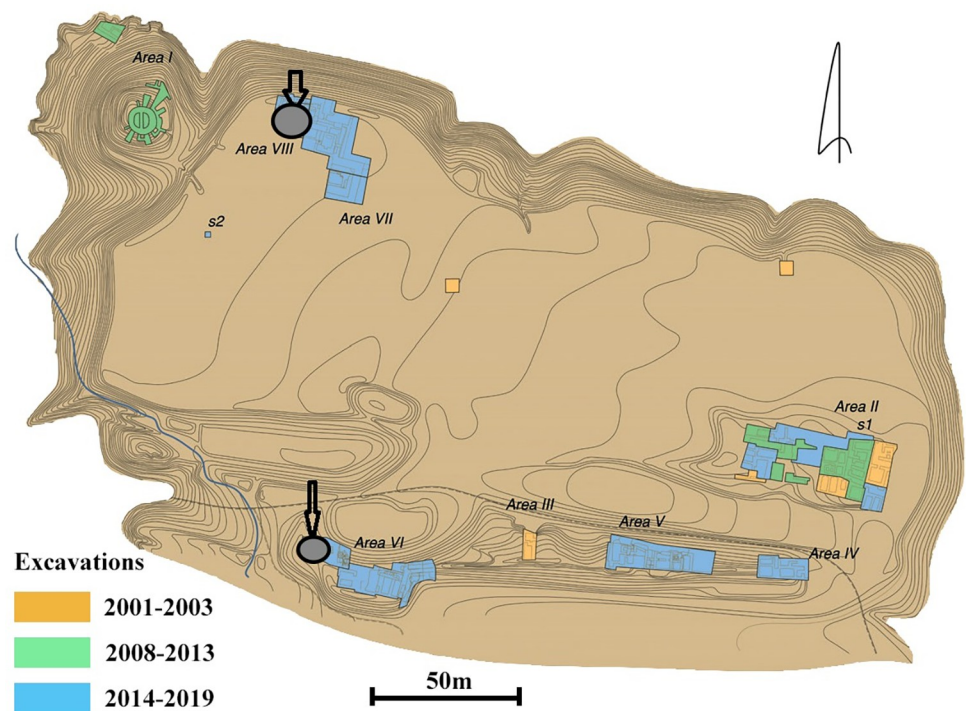 Area I
Area VIII
Area VII
s2
Area II
s1
Area III
Area V
Area VI
Area IV
Excavations
2001-2003
2008-2013
2014-2019
50m